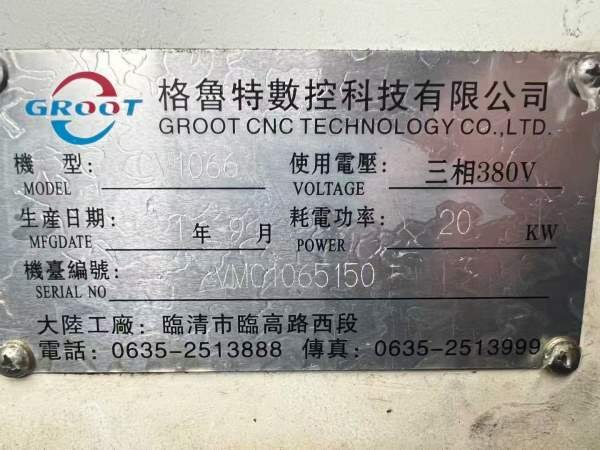 GROOT 格魯特數控科技有限公司
GROOT CNC TECHNOLOGY CO.,LTD.
機 型: V1066 使用電壓: 三相380V
MODEL VOLTAGE
生産日期: 年 9 月 耗電功率: 20 KW
MFGDATE POWER
機臺編號: VMC1065150
SERIAL NO
大陸工廠: 臨清市臨高路西段
電話: 0635-2513888 傳真: 0635-2513999